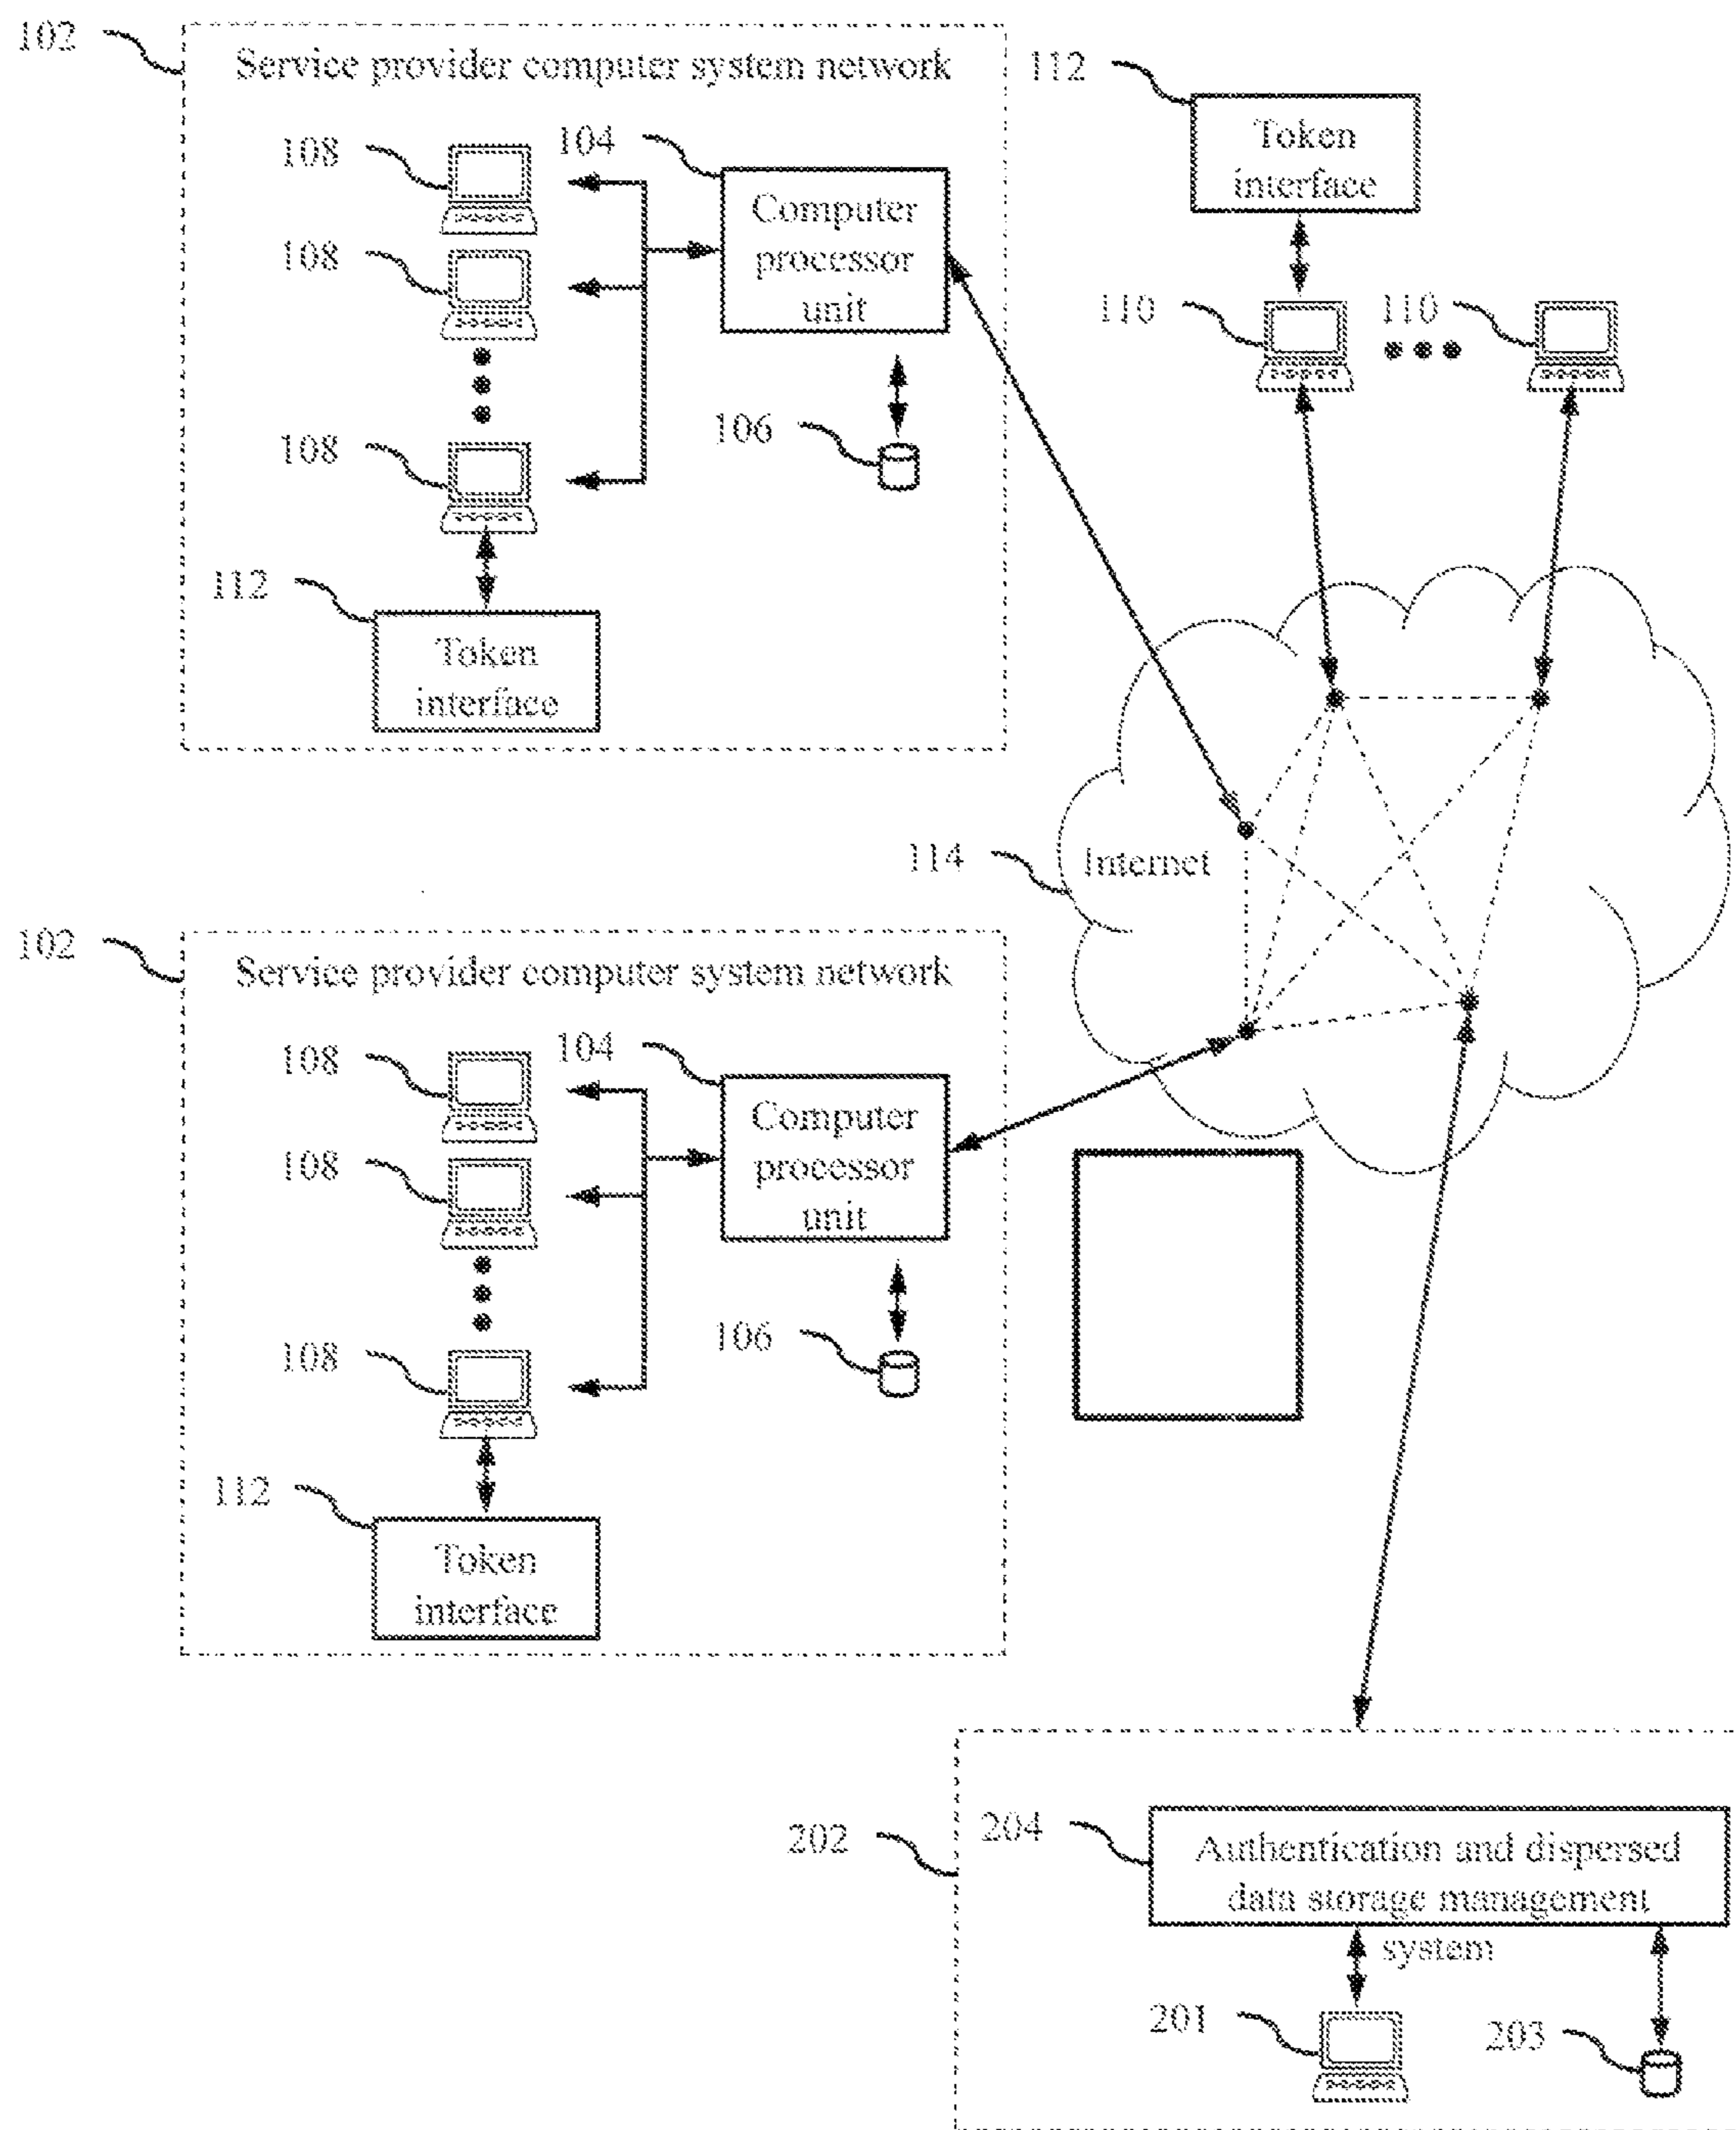 102
Service provider computer system network
108
104
Computer
processor
unit
108
106
108
112
Token
interface
112
Token
interface
110
110
114
Internet
102
Service provider computer system network
108
104
Computer
processor
unit
108
106
108
112
Token
interface
202
204
Authentication and dispersed
data storage management
system
201
203